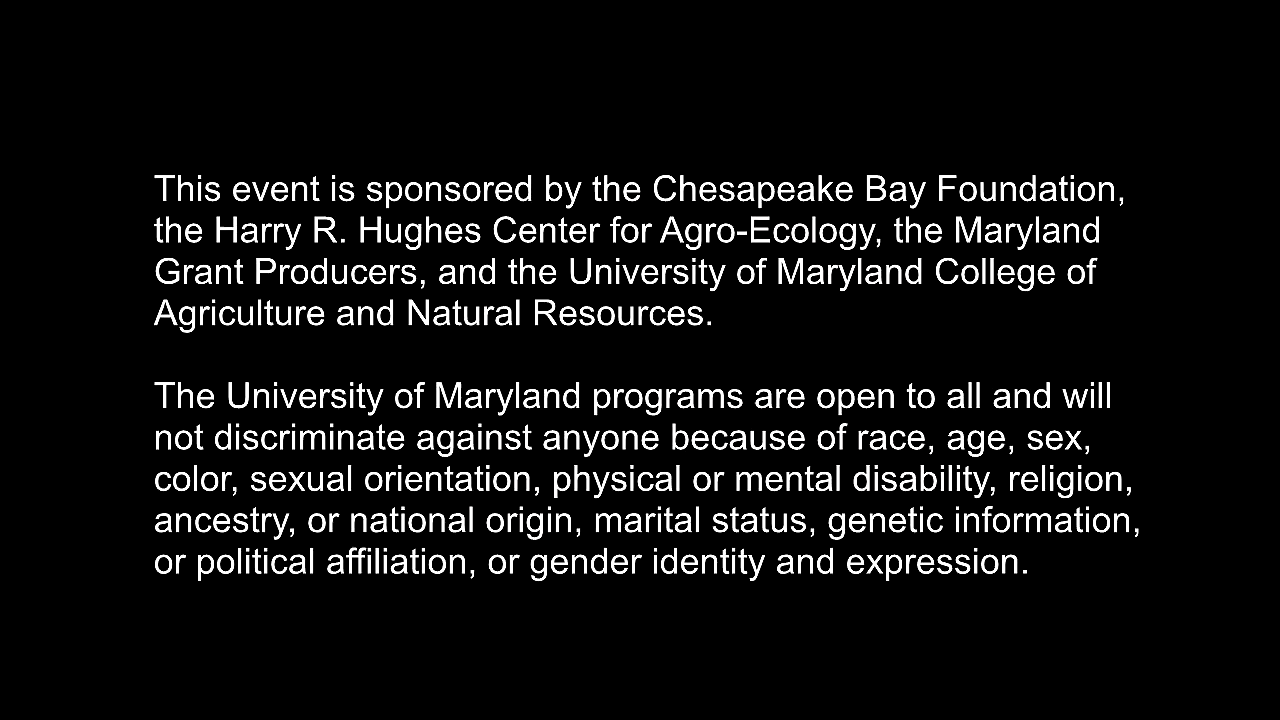 This event is sponsored by the Chesapeake Bay Foundation,
the Harry R. Hughes Center for Agro-Ecology, the Maryland
Grant Producers, and the University of Maryland College of
Agriculture and Natural Resources.
The University of Maryland programs are open to all and will
not discriminate against anyone because of race, age, sex,
color, sexual orientation, physical or mental disability, religion,
ancestry, or national origin, marital status, genetic information,
or political affiliation, or gender identity and expression.